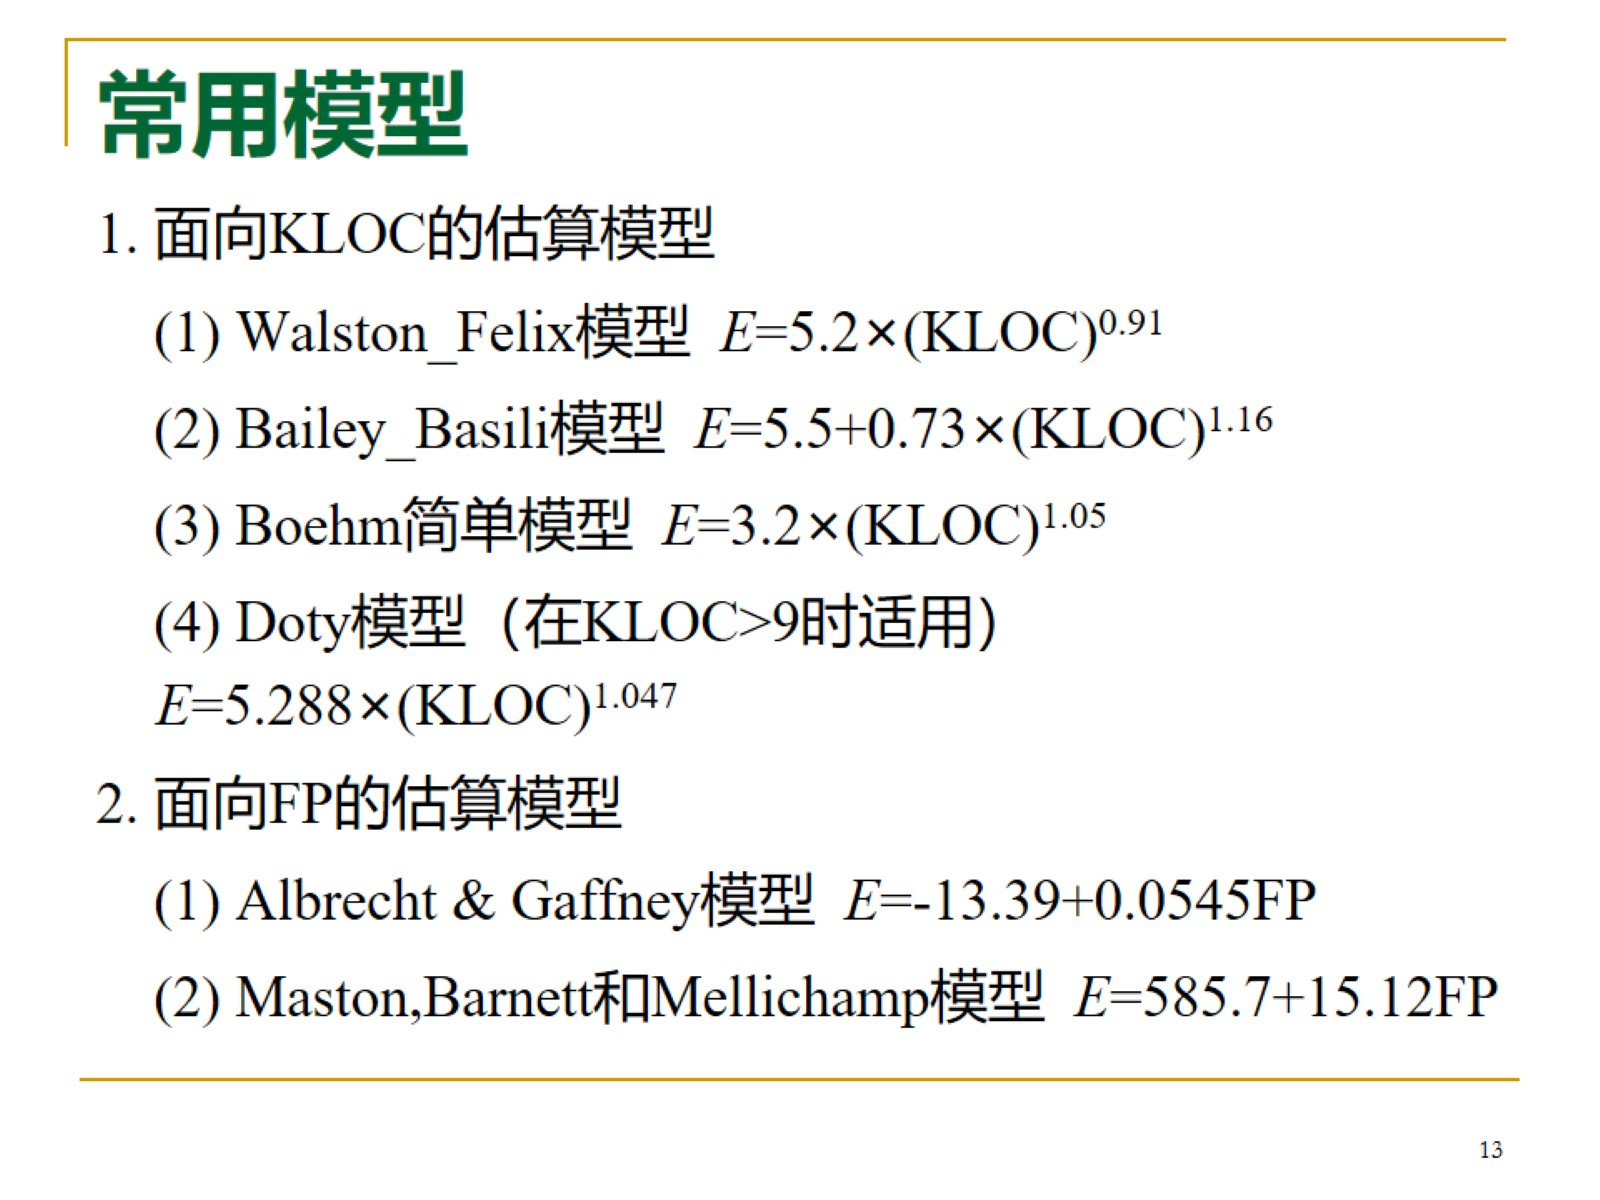 常用模型
1. 面向KLOC的估算模型
(1) Walston_Felix模型 E=5.2×(KLOC)^0.91
(2) Bailey_Basili模型 E=5.5+0.73×(KLOC)^1.16
(3) Boehm简单模型 E=3.2×(KLOC)^1.05
(4) Doty模型（在KLOC>9时适用）
E=5.288×(KLOC)^1.047
2. 面向FP的估算模型
(1) Albrecht & Gaffney模型 E=-13.39+0.0545FP
(2) Maston,Barnett和Mellichamp模型 E=585.7+15.12FP
13